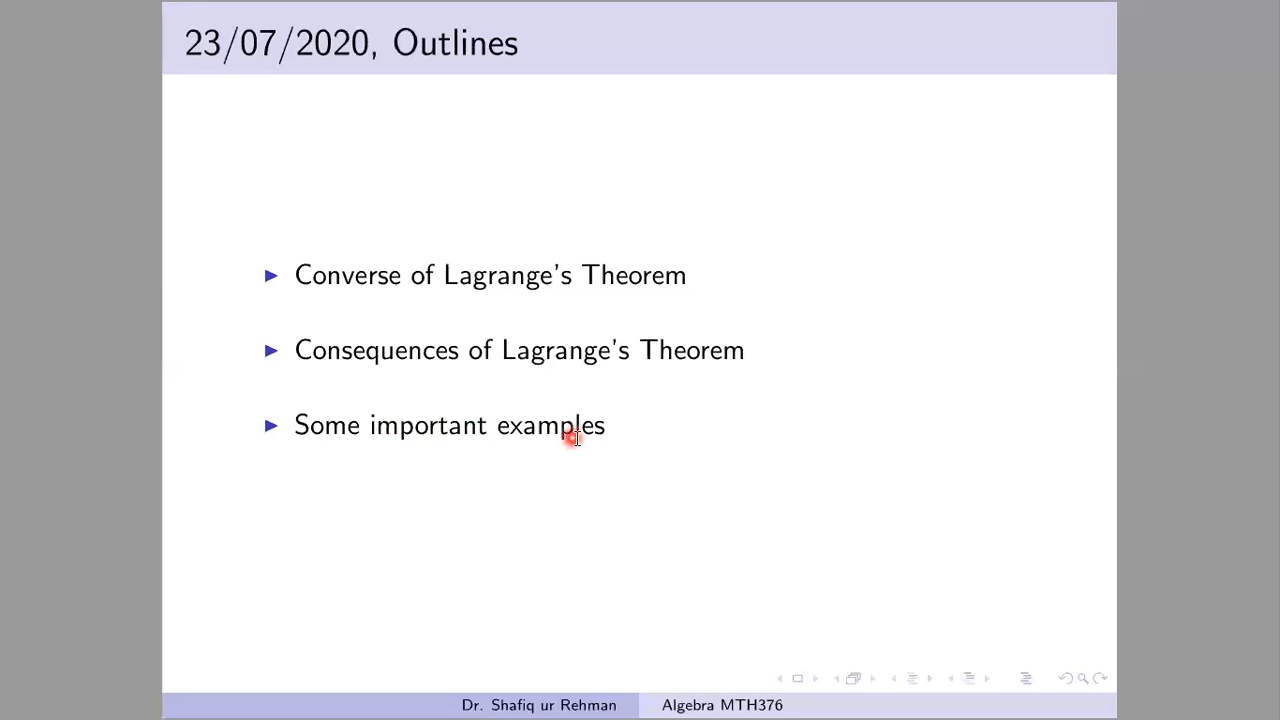 23/07/2020, Outlines
Converse of Lagrange's Theorem
Consequences of Lagrange's Theorem
Some important examples
Dr. Shafiq ur Rehman
Algebra MTH376